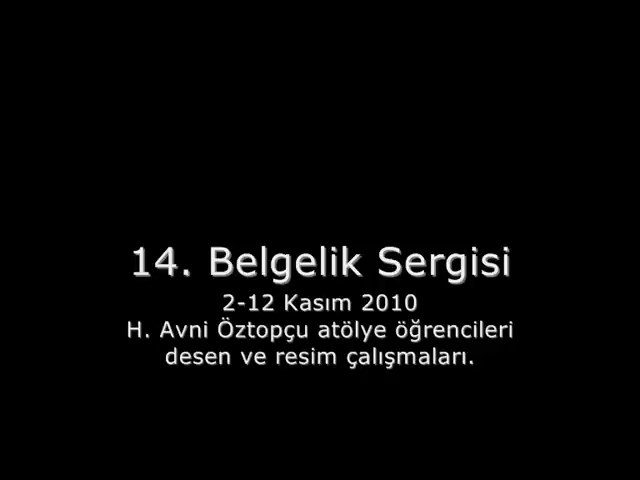 14. Belgelik Sergisi
2-12 Kasım 2010
H. Avni Öztopçu atölye öğrencileri
desen ve resim çalışmaları.